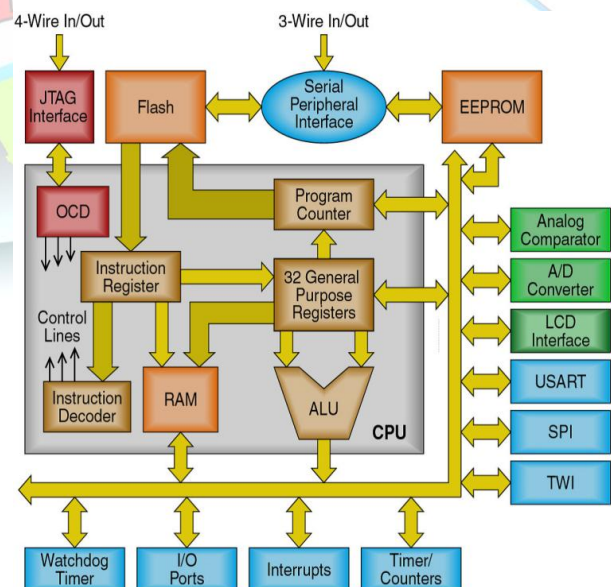 4-Wire In/Out
3-Wire In/Out
JTAG
Interface
Flash
Serial
Peripheral
Interface
EEPROM
OCD
Program
Counter
Analog
Comparator
Instruction
Register
32 General
Purpose
Registers
A/D
Converter
Control
Lines
LCD
Interface
Instruction
Decoder
RAM
ALU
CPU
USART
SPI
TWI
Watchdog
Timer
I/O
Ports
Interrupts
Timer/
Counters